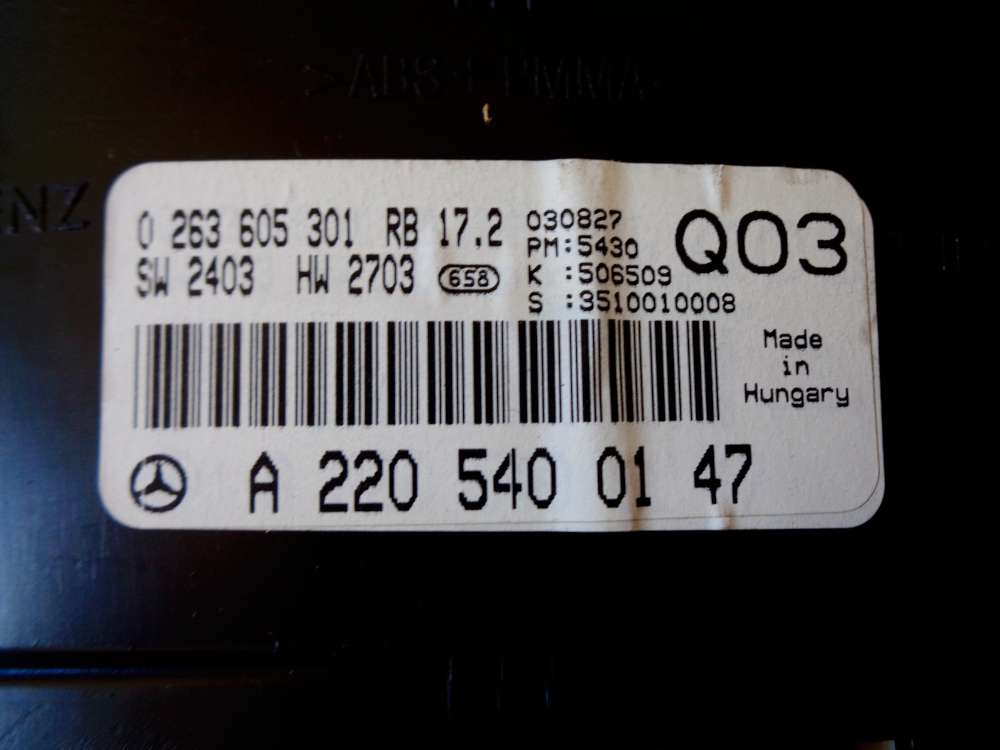 >ABS+PMMA<
ENZ
0 263 605 301 RB 17.2
SW 2403 HW 2703 658
030827
PM:5430
K :506509
S :3510010008
Q03
Made
in
Hungary
A 220 540 01 47